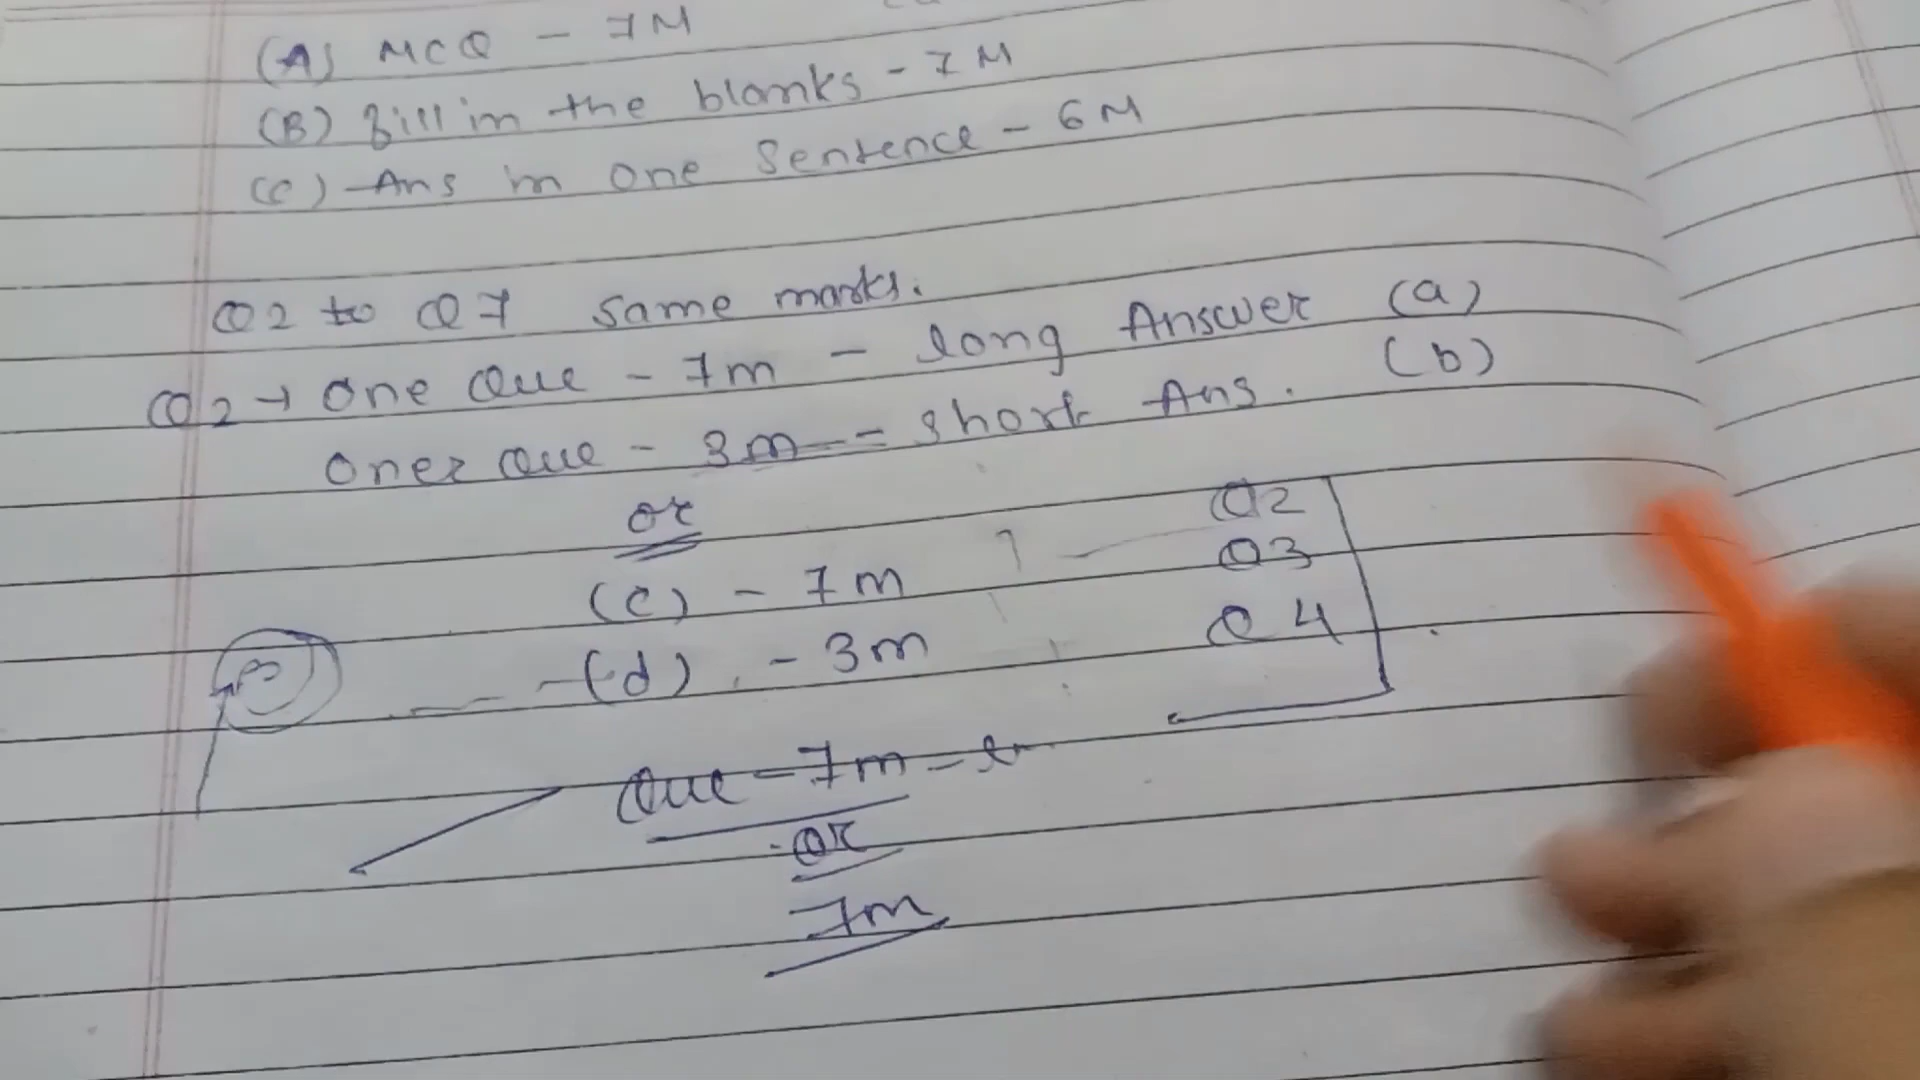 (A) MCQ - 7M
(B) fill in the blanks - 7M
(C) Ans in one sentence - 6M
Q2 to Q7 same marks.
Q2 → One Que - 7m - long Answer (a)
One Que - 3m - = short Ans. (b)
or
(c) - 7m
(d) - 3m
Q2
Q3
Q4
Que - 7m -
or
7m